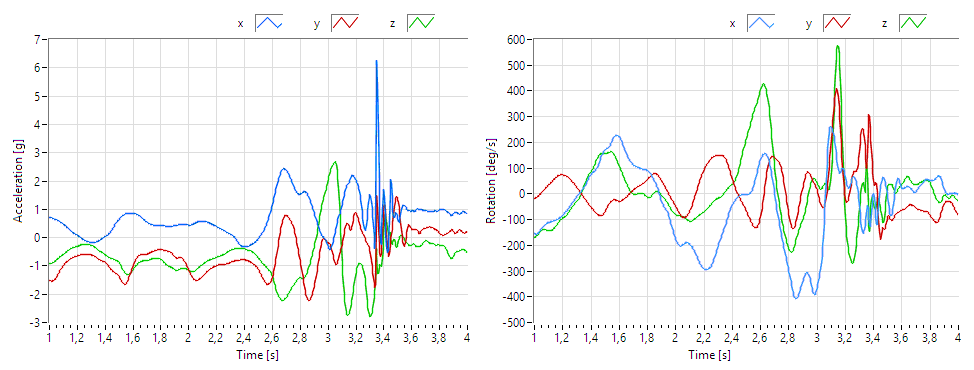 x y z
7
6
5
4
3
2
1
0
-1
-2
-3
Acceleration [g]
1 1,2 1,4 1,6 1,8 2 2,2 2,4 2,6 2,8 3 3,2 3,4 3,6 3,8 4
Time [s]
x y z
600
500
400
300
200
100
0
-100
-200
-300
-400
-500
Rotation [deg/s]
1 1,2 1,4 1,6 1,8 2 2,2 2,4 2,6 2,8 3 3,2 3,4 3,6 3,8 4
Time [s]